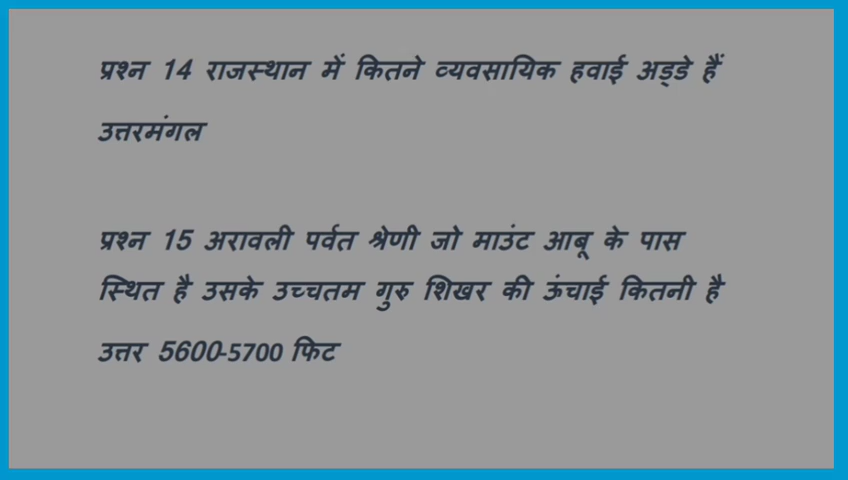 प्रश्न 14 राजस्थान में कितने व्यवसायिक हवाई अड्डे हैं
उत्तरमंगल
प्रश्न 15 अरावली पर्वत श्रेणी जो माउंट आबू के पास
स्थित है उसके उच्चतम गुरु शिखर की ऊंचाई कितनी है
उत्तर 5600-5700 फिट